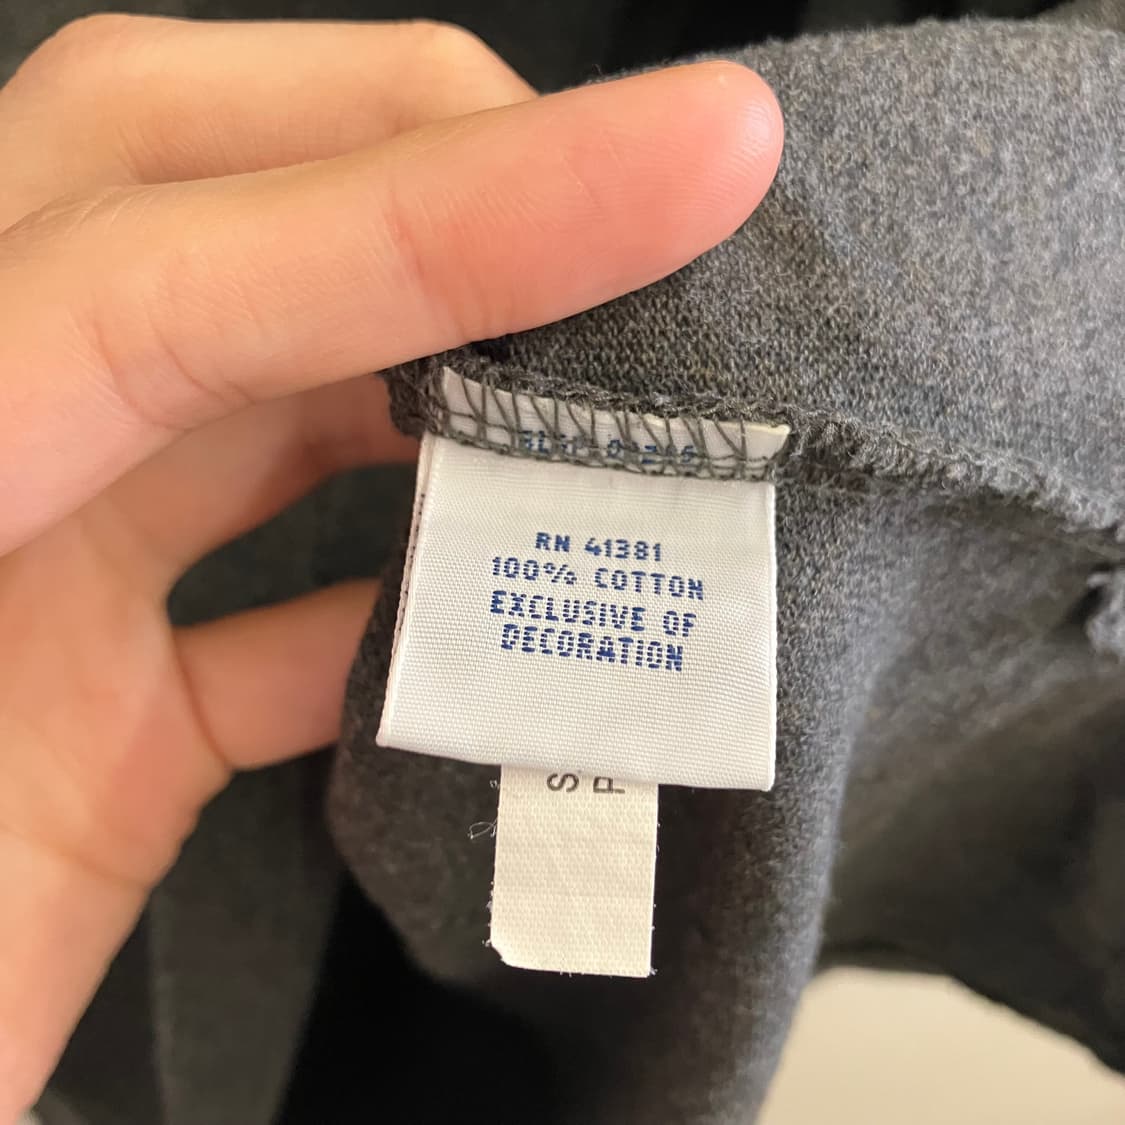 RN 41381
100% COTTON
EXCLUSIVE OF
DECORATION
S
P